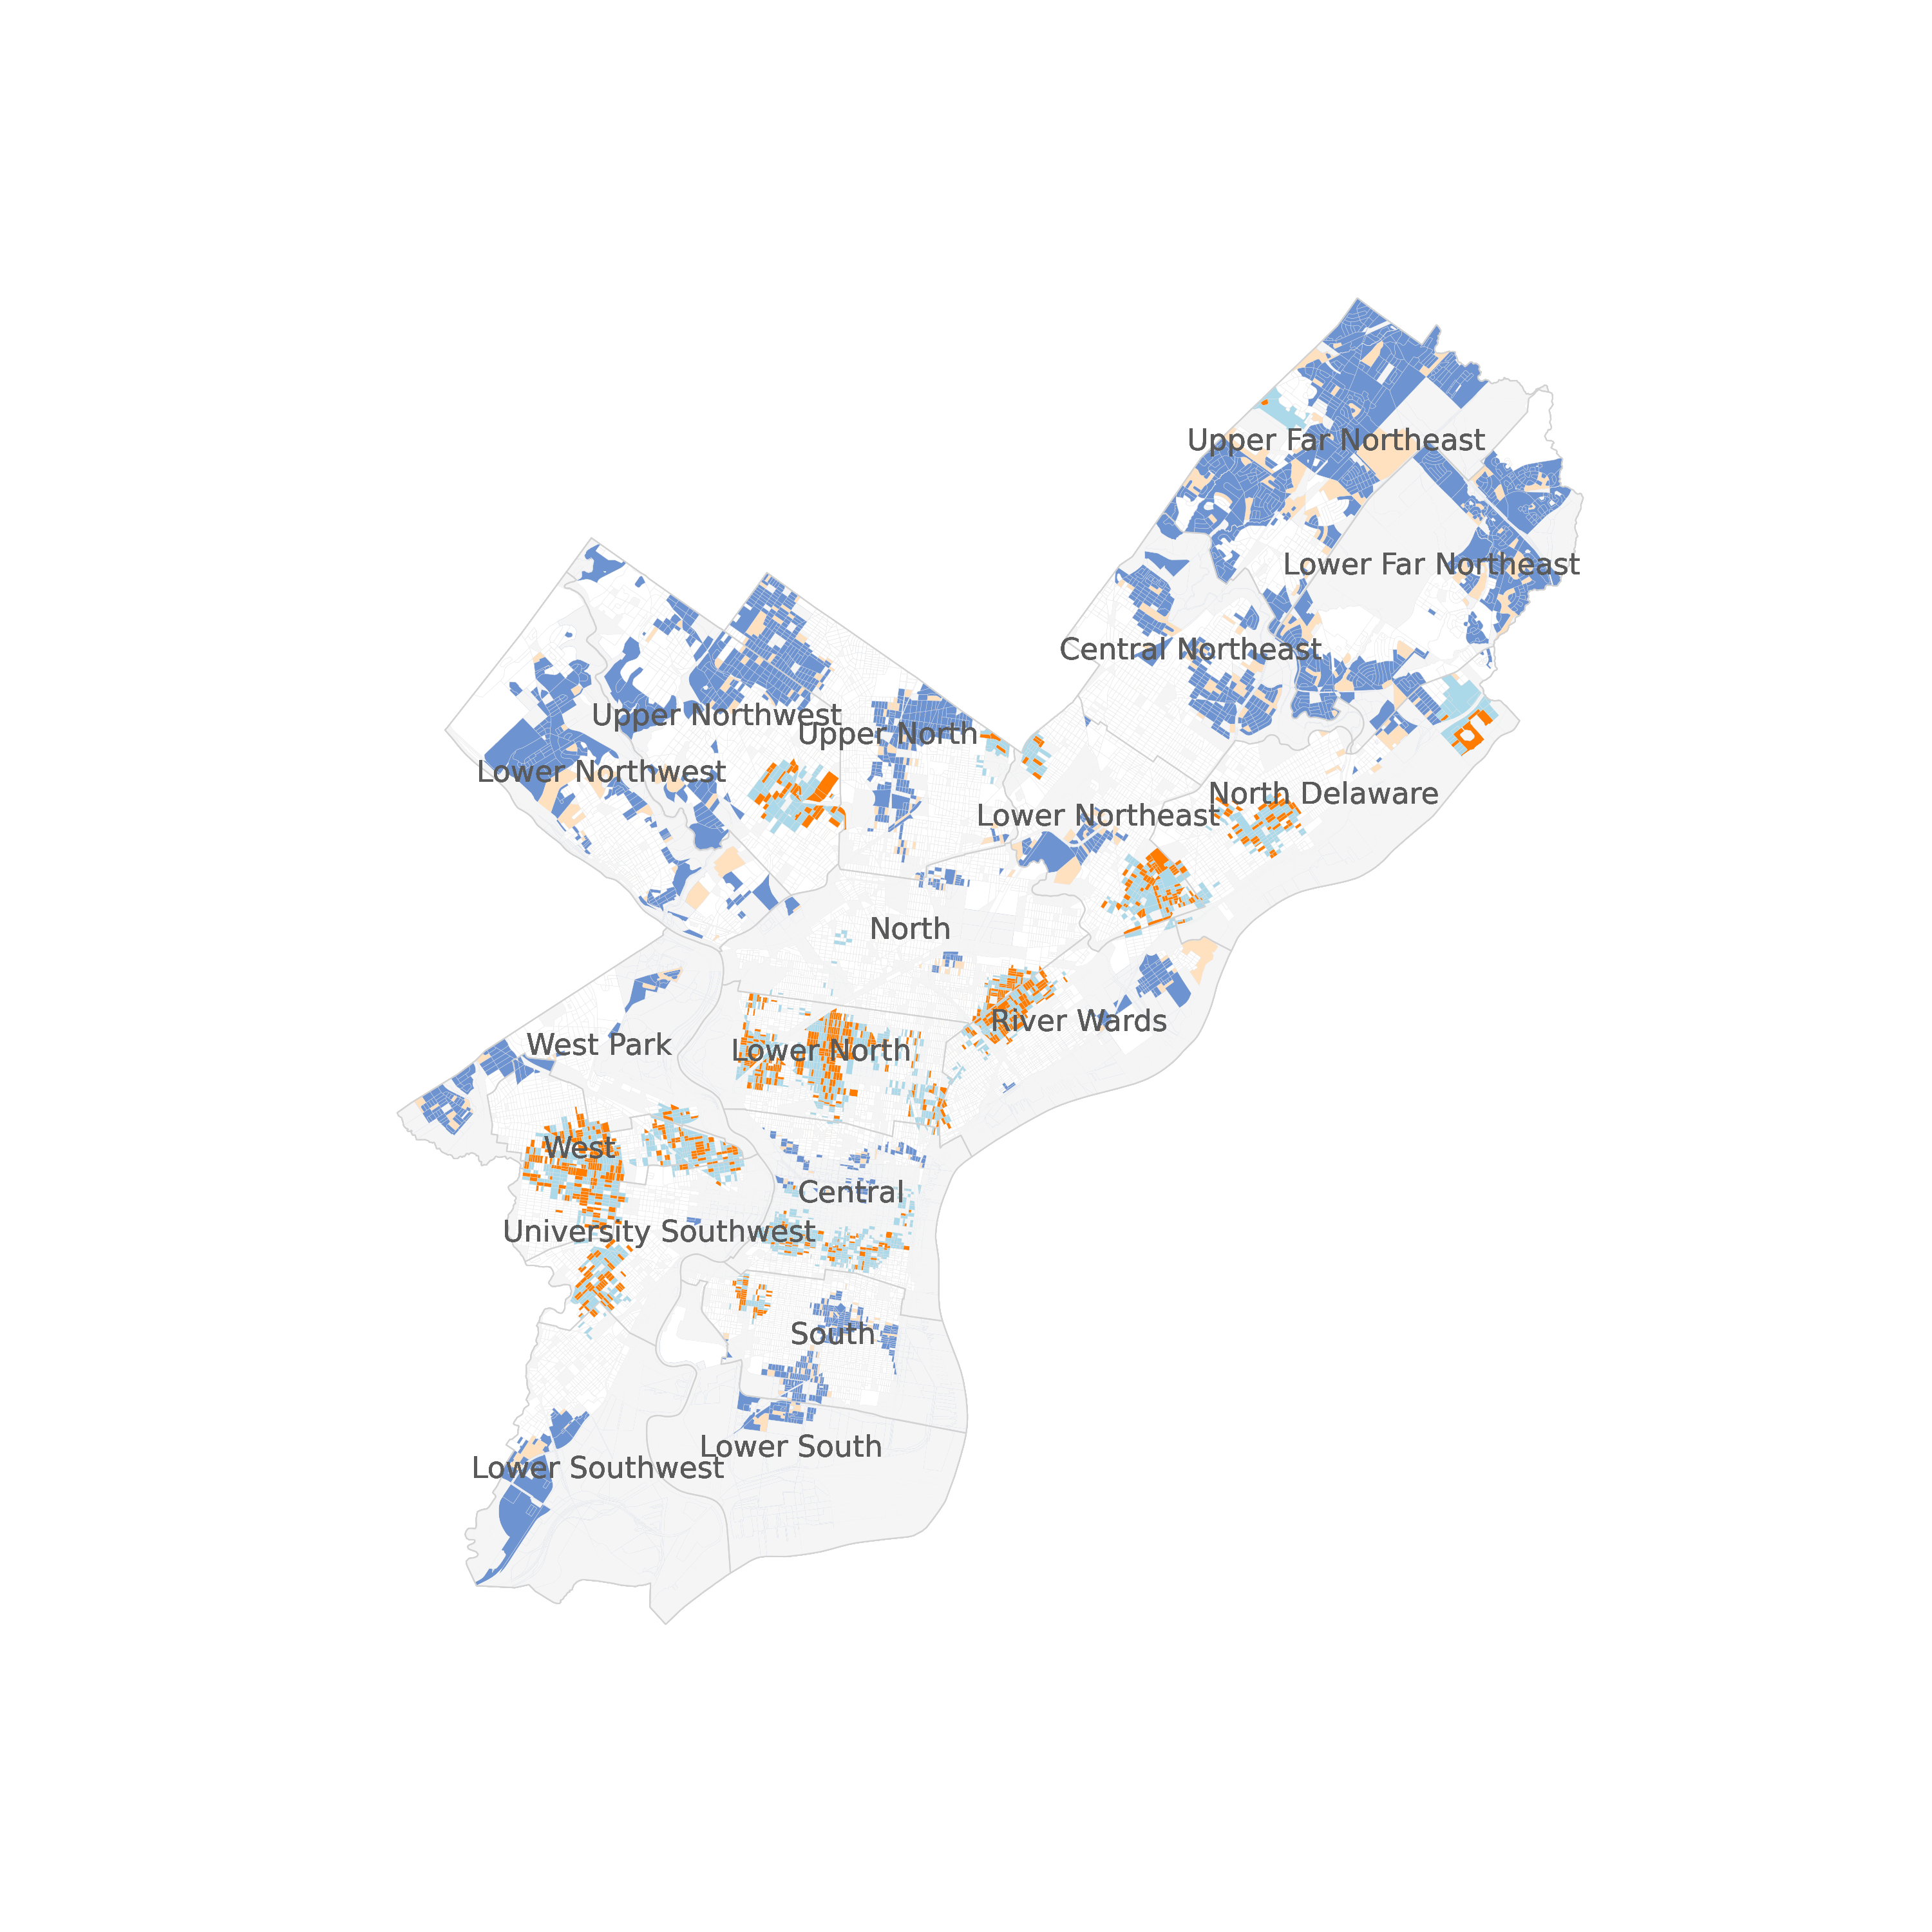 Upper Far Northeast
Lower Far Northeast
Central Northeast
Upper Northwest
Upper North
Lower Northwest
North Delaware
Lower Northeast
North
River Wards
West Park
Lower North
West
Central
University Southwest
South
Lower South
Lower Southwest